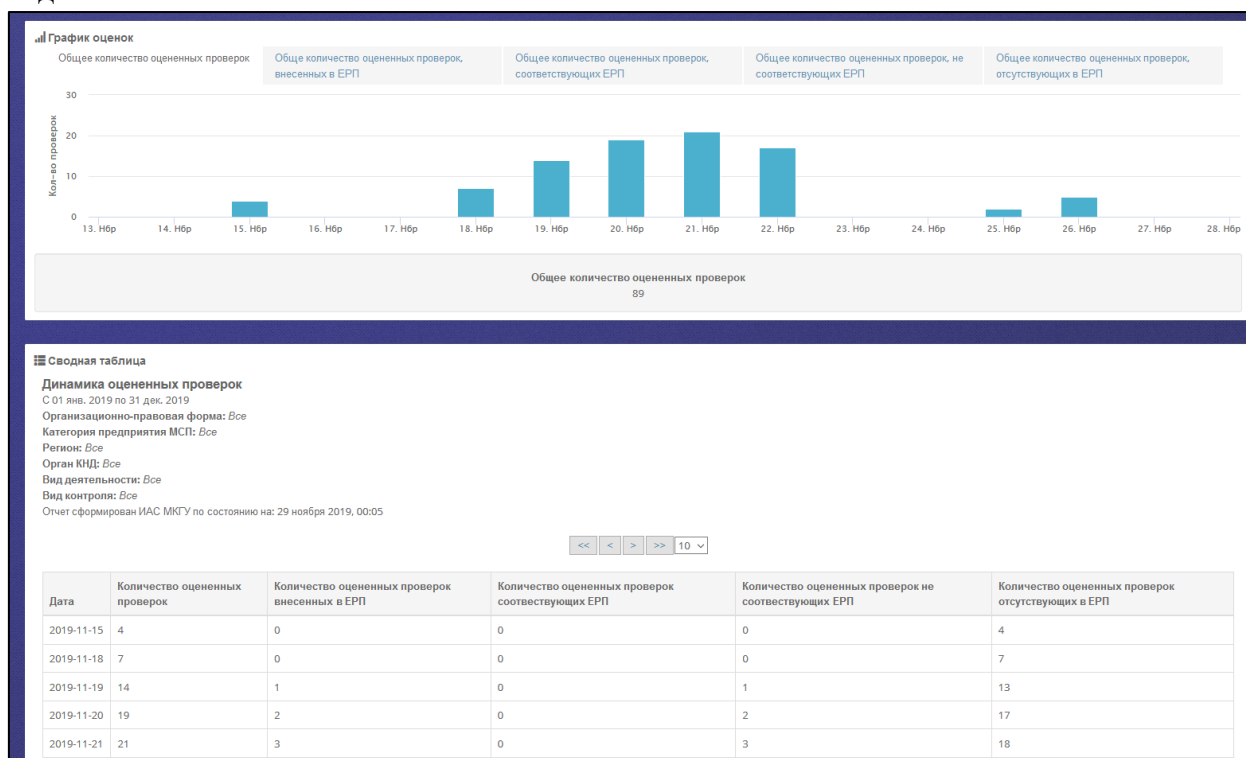 График оценок
Общее количество оцененных проверок
Обще количество оцененных проверок,
внесенных в ЕРП
Общее количество оцененных проверок,
соответствующих ЕРП
Общее количество оцененных проверок, не
соответствующих ЕРП
Общее количество оцененных проверок,
отсутствующих в ЕРП
Кол-во проверок
30
20
10
0
13. Нбр 14. Нбр 15. Нбр 16. Нбр 17. Нбр 18. Нбр 19. Нбр 20. Нбр 21. Нбр 22. Нбр 23. Нбр 24. Нбр 25. Нбр 26. Нбр 27. Нбр 28. Нбр
Общее количество оцененных проверок
89
Сводная таблица
Динамика оцененных проверок
С 01 янв. 2019 по 31 дек. 2019
Организационно-правовая форма: Все
Категория предприятия МСП: Все
Регион: Все
Орган КНД: Все
Вид деятельности: Все
Вид контроля: Все
Отчет сформирован ИАС МКГУ по состоянию на: 29 ноября 2019, 00:05
<< < > >> 10
Дата
Количество оцененных
проверок
Количество оцененных проверок
внесенных в ЕРП
Количество оцененных проверок
соотвествующих ЕРП
Количество оцененных проверок не
соотвествующих ЕРП
Количество оцененных проверок
отсутствующих в ЕРП
2019-11-15 4 0 0 0 4
2019-11-18 7 0 0 0 7
2019-11-19 14 1 0 1 13
2019-11-20 19 2 0 2 17
2019-11-21 21 3 0 3 18